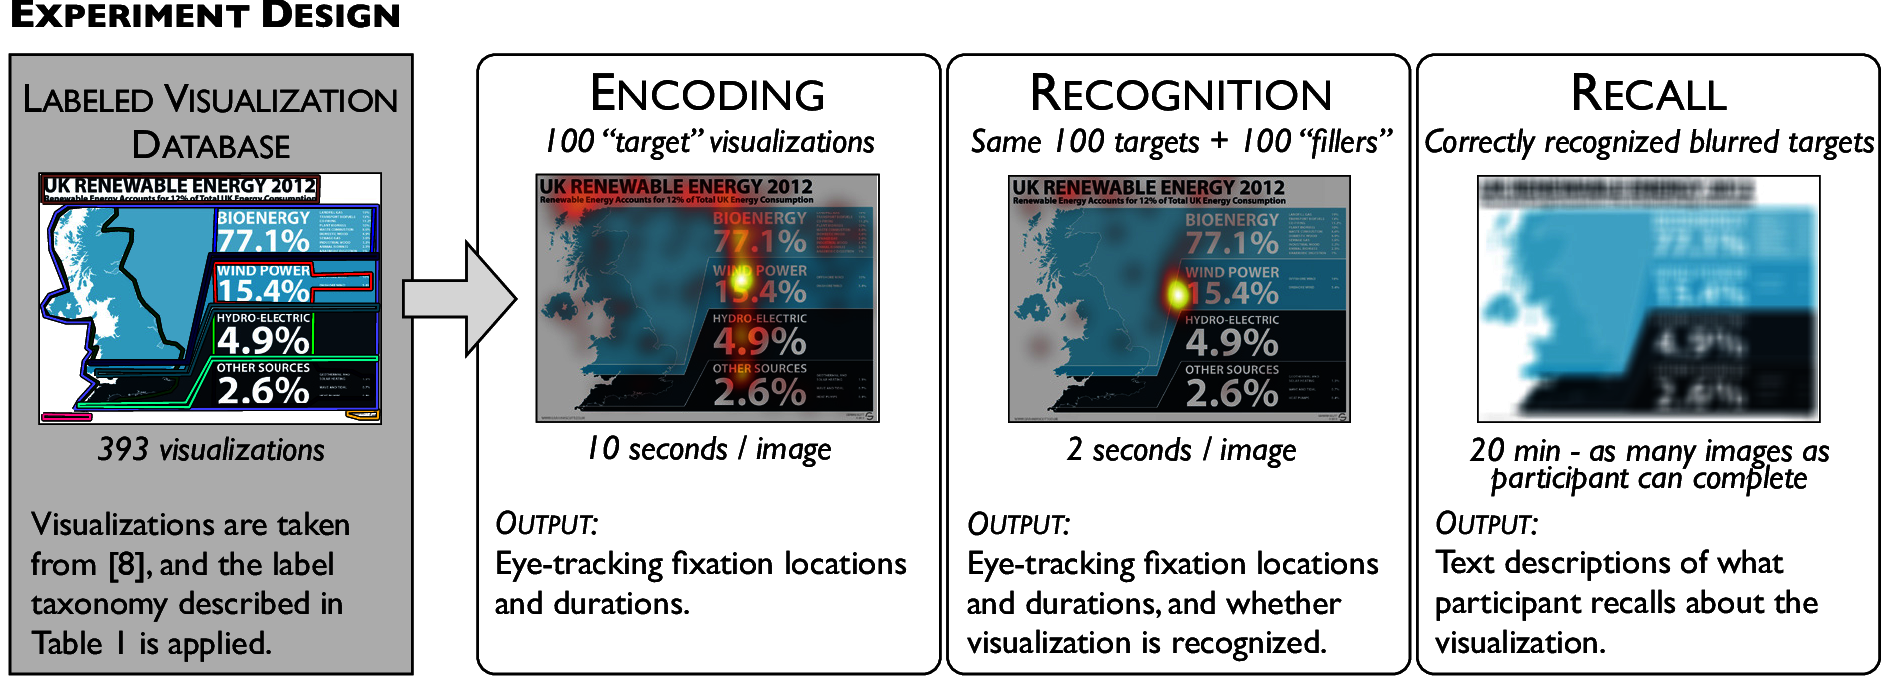 EXPERIMENT DESIGN
LABELED VISUALIZATION
DATABASE
UK RENEWABLE ENERGY 2012
Renewable Energy Accounts for 12% of Total UK Energy Consumption
BIOENERGY
77.1%
WIND POWER
15.4%
HYDRO-ELECTRIC
4.9%
OTHER SOURCES
2.6%
393 visualizations
Visualizations are taken
from [8], and the label
taxonomy described in
Table 1 is applied.
ENCODING
100 “target” visualizations
UK RENEWABLE ENERGY 2012
Renewable Energy Accounts for 12% of Total UK Energy Consumption
BIOENERGY
77.1%
WIND POWER
15.4%
HYDRO-ELECTRIC
4.9%
OTHER SOURCES
2.6%
10 seconds / image
OUTPUT:
Eye-tracking fixation locations
and durations.
RECOGNITION
Same 100 targets + 100 “fillers”
UK RENEWABLE ENERGY 2012
Renewable Energy Accounts for 12% of Total UK Energy Consumption
BIOENERGY
77.1%
WIND POWER
15.4%
HYDRO-ELECTRIC
4.9%
OTHER SOURCES
2.6%
2 seconds / image
OUTPUT:
Eye-tracking fixation locations
and durations, and whether
visualization is recognized.
RECALL
Correctly recognized blurred targets
20 min - as many images as
participant can complete
OUTPUT:
Text descriptions of what
participant recalls about the
visualization.